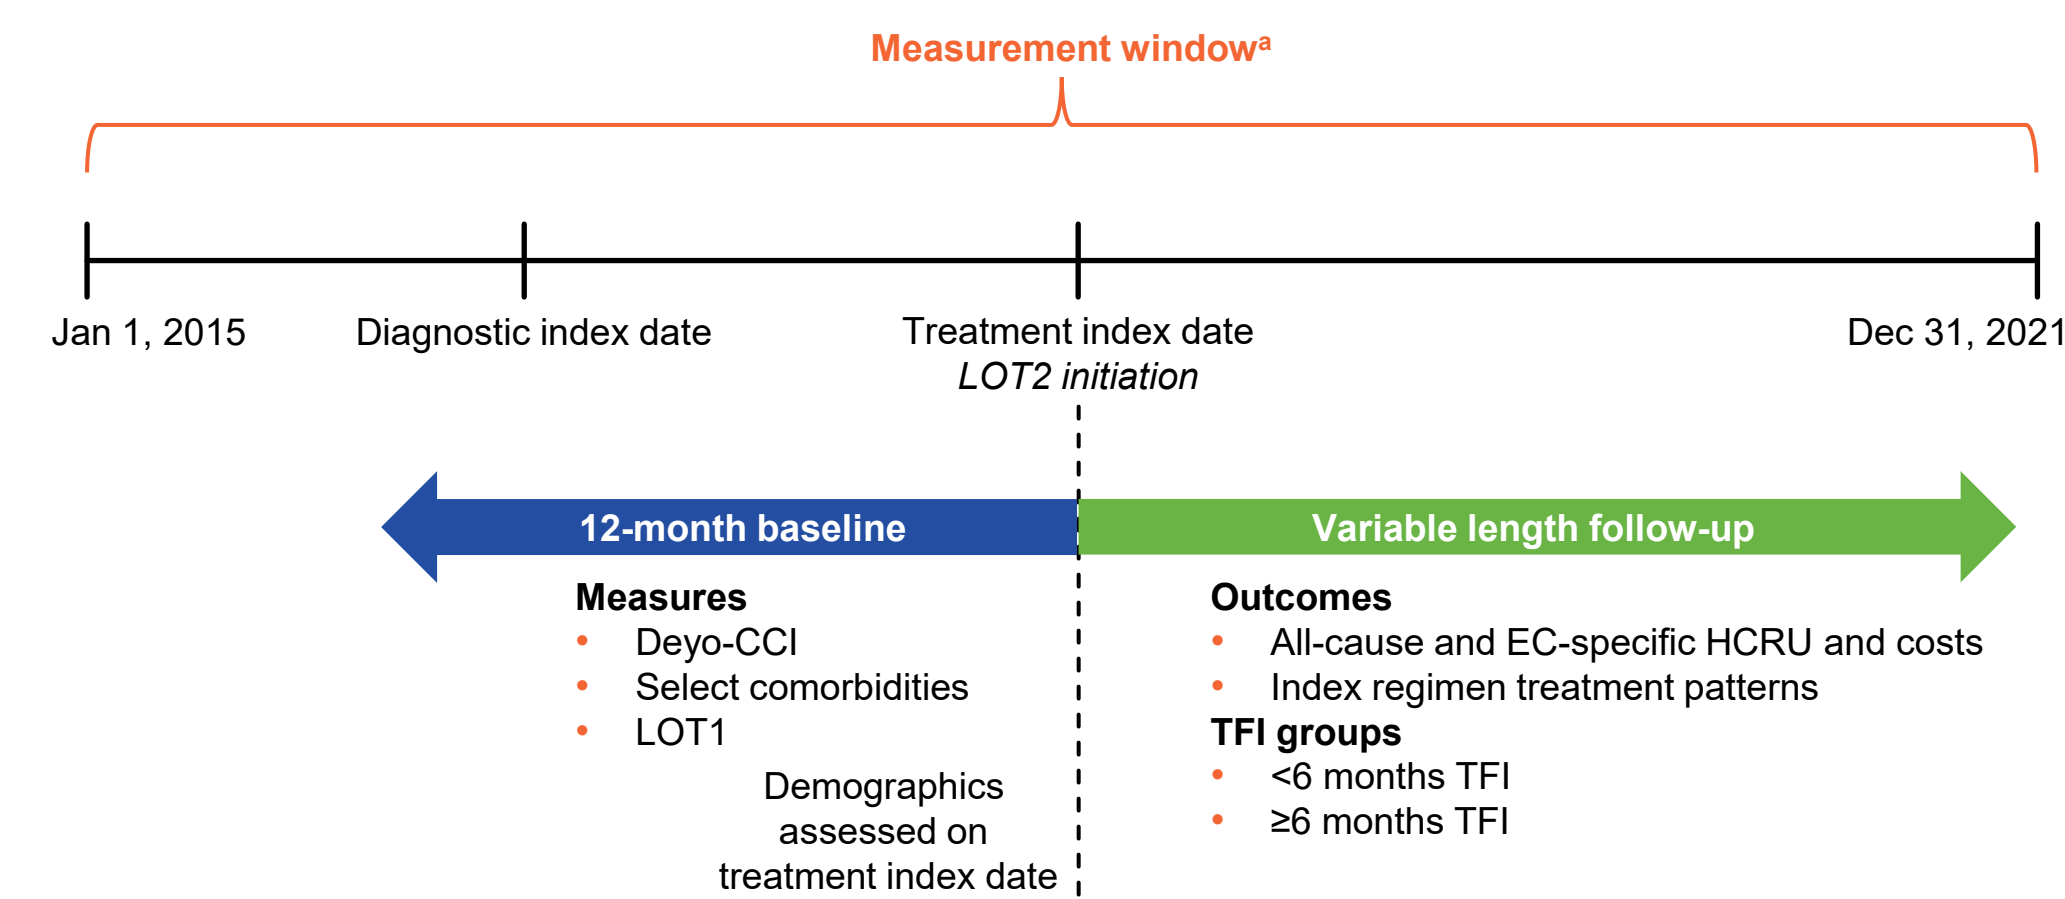 Measurement windowᵃ
Jan 1, 2015
Diagnostic index date
Treatment index date
LOT2 initiation
Dec 31, 2021
12-month baseline
Variable length follow-up
Measures
• Deyo-CCI
• Select comorbidities
• LOT1
Demographics
assessed on
treatment index date
Outcomes
• All-cause and EC-specific HCRU and costs
• Index regimen treatment patterns
TFI groups
• <6 months TFI
• ≥6 months TFI